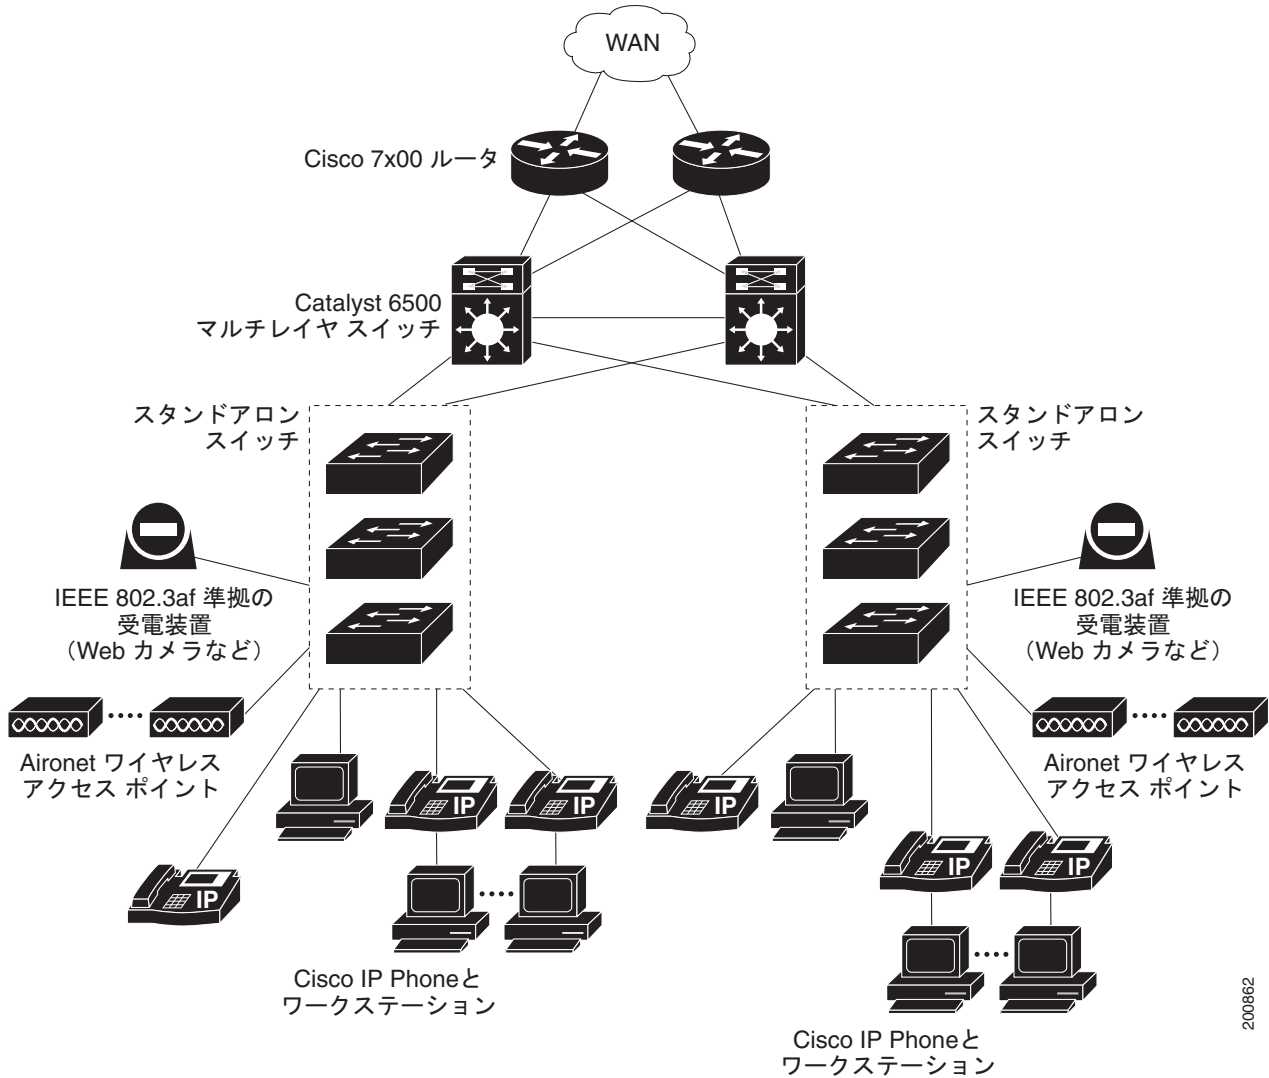 WAN
Cisco 7x00 ルータ
Catalyst 6500
マルチレイヤ スイッチ
スタンドアロン
スイッチ
スタンドアロン
スイッチ
IEEE 802.3af 準拠の
受電装置
（Web カメラなど）
IEEE 802.3af 準拠の
受電装置
（Web カメラなど）
Aironet ワイヤレス
アクセス ポイント
Aironet ワイヤレス
アクセス ポイント
IP
IP
IP
IP
IP
IP
Cisco IP Phoneと
ワークステーション
Cisco IP Phoneと
ワークステーション
200862